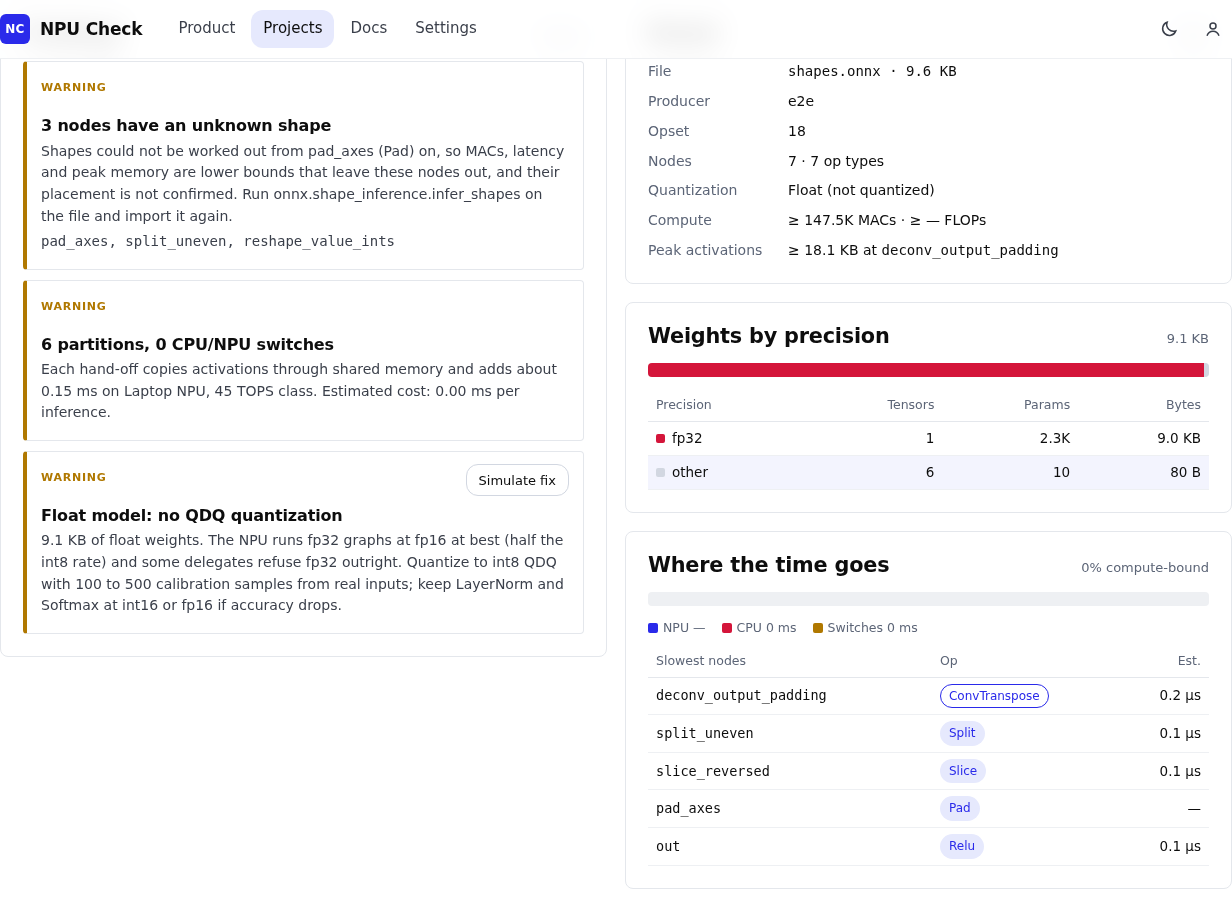 NC NPU Check Product Projects Docs Settings
WARNING
3 nodes have an unknown shape
Shapes could not be worked out from pad_axes (Pad) on, so MACs, latency
and peak memory are lower bounds that leave these nodes out, and their
placement is not confirmed. Run onnx.shape_inference.infer_shapes on
the file and import it again.
pad_axes, split_uneven, reshape_value_ints
WARNING
6 partitions, 0 CPU/NPU switches
Each hand-off copies activations through shared memory and adds about
0.15 ms on Laptop NPU, 45 TOPS class. Estimated cost: 0.00 ms per
inference.
WARNING
Simulate fix
Float model: no QDQ quantization
9.1 KB of float weights. The NPU runs fp32 graphs at fp16 at best (half the
int8 rate) and some delegates refuse fp32 outright. Quantize to int8 QDQ
with 100 to 500 calibration samples from real inputs; keep LayerNorm and
Softmax at int16 or fp16 if accuracy drops.
File shapes.onnx · 9.6 KB
Producer e2e
Opset 18
Nodes 7 · 7 op types
Quantization Float (not quantized)
Compute ≥ 147.5K MACs · ≥ — FLOPs
Peak activations ≥ 18.1 KB at deconv_output_padding
Weights by precision 9.1 KB
Precision Tensors Params Bytes
fp32 1 2.3K 9.0 KB
other 6 10 80 B
Where the time goes 0% compute-bound
NPU — CPU 0 ms Switches 0 ms
Slowest nodes Op Est.
deconv_output_padding ConvTranspose 0.2 µs
split_uneven Split 0.1 µs
slice_reversed Slice 0.1 µs
pad_axes Pad —
out Relu 0.1 µs